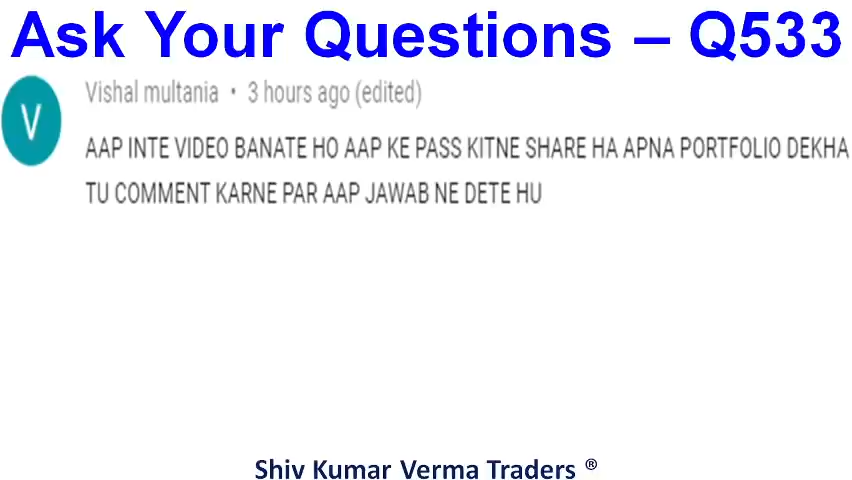 Ask Your Questions – Q533
V
Vishal multania • 3 hours ago (edited)
AAP INTE VIDEO BANATE HO AAP KE PASS KITNE SHARE HA APNA PORTFOLIO DEKHA
TU COMMENT KARNE PAR AAP JAWAB NE DETE HU
Shiv Kumar Verma Traders ®